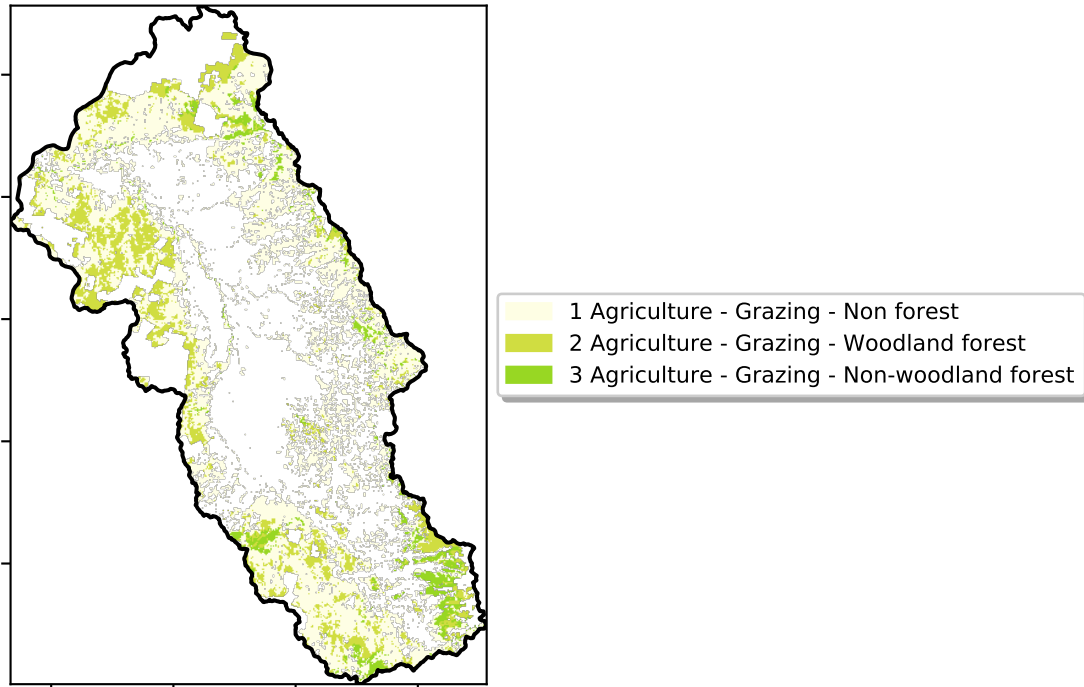 1 Agriculture - Grazing - Non forest
2 Agriculture - Grazing - Woodland forest
3 Agriculture - Grazing - Non-woodland forest